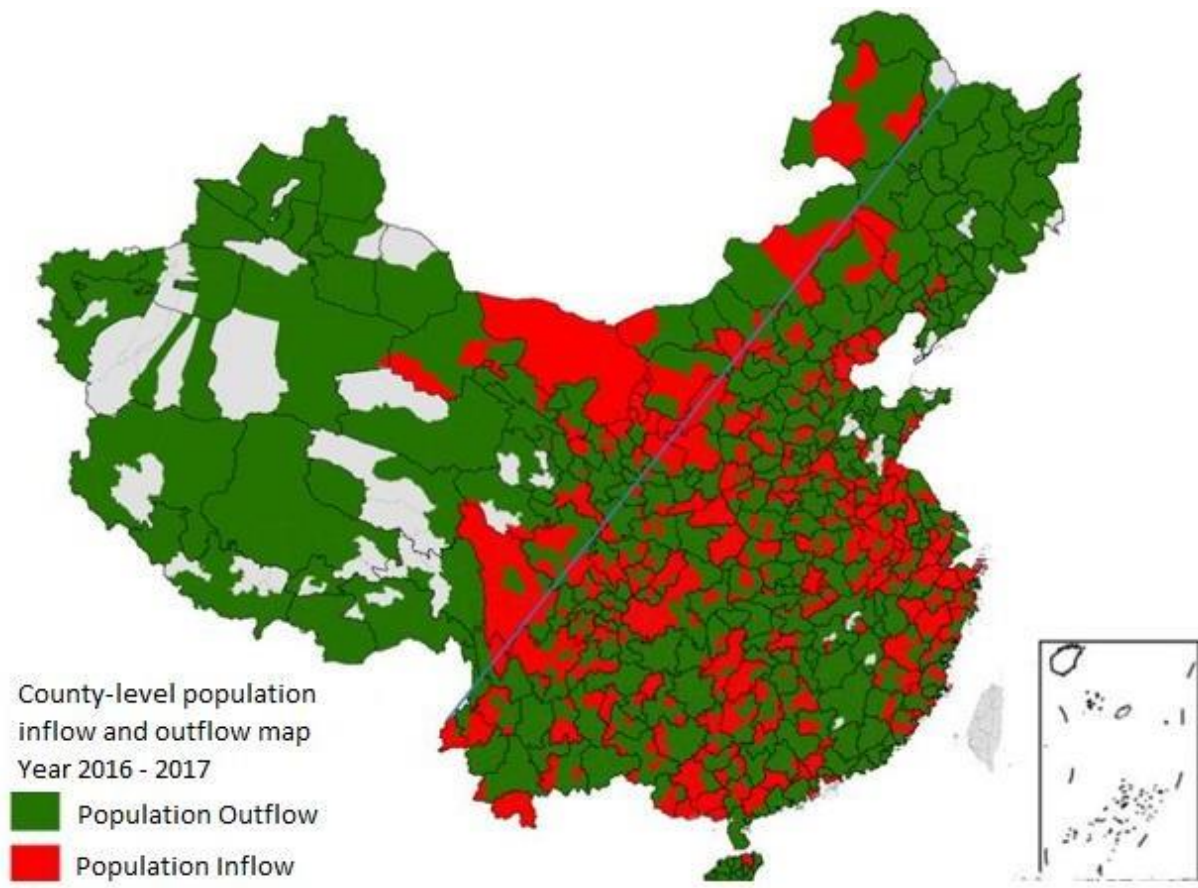 County-level population
inflow and outflow map
Year 2016 - 2017
Population Outflow
Population Inflow